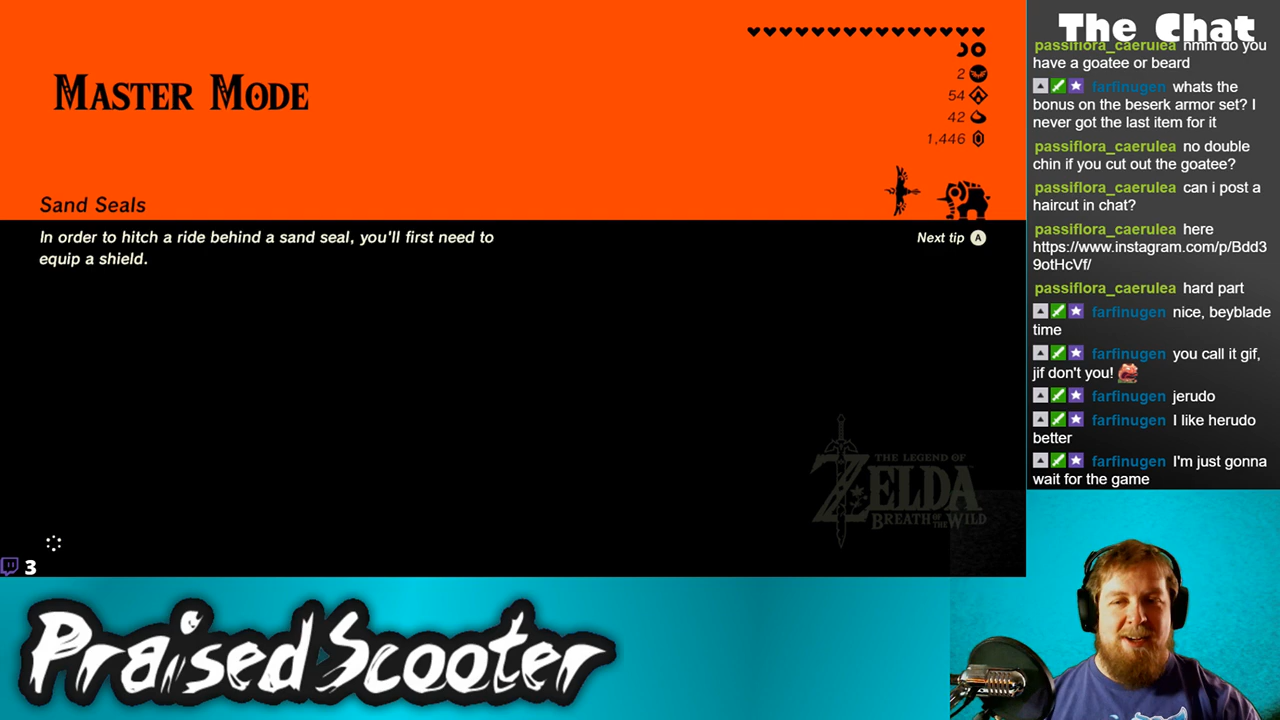 Master Mode
2
54
42
1,446
Sand Seals
In order to hitch a ride behind a sand seal, you'll first need to
equip a shield.
Next tip A
THE LEGEND OF
ZELDA
BREATH OF THE WILD
3
PraisedScooter
The Chat
passiflora_caerulea hmm do you
have a goatee or beard
farfinugen whats the
bonus on the beserk armor set? I
never got the last item for it
passiflora_caerulea no double
chin if you cut out the goatee?
passiflora_caerulea can i post a
haircut in chat?
passiflora_caerulea here
https://www.instagram.com/p/Bdd3
9otHcVf/
passiflora_caerulea hard part
farfinugen nice, beyblade
time
farfinugen you call it gif,
jif don't you!
farfinugen jerudo
farfinugen I like herudo
better
farfinugen I'm just gonna
wait for the game